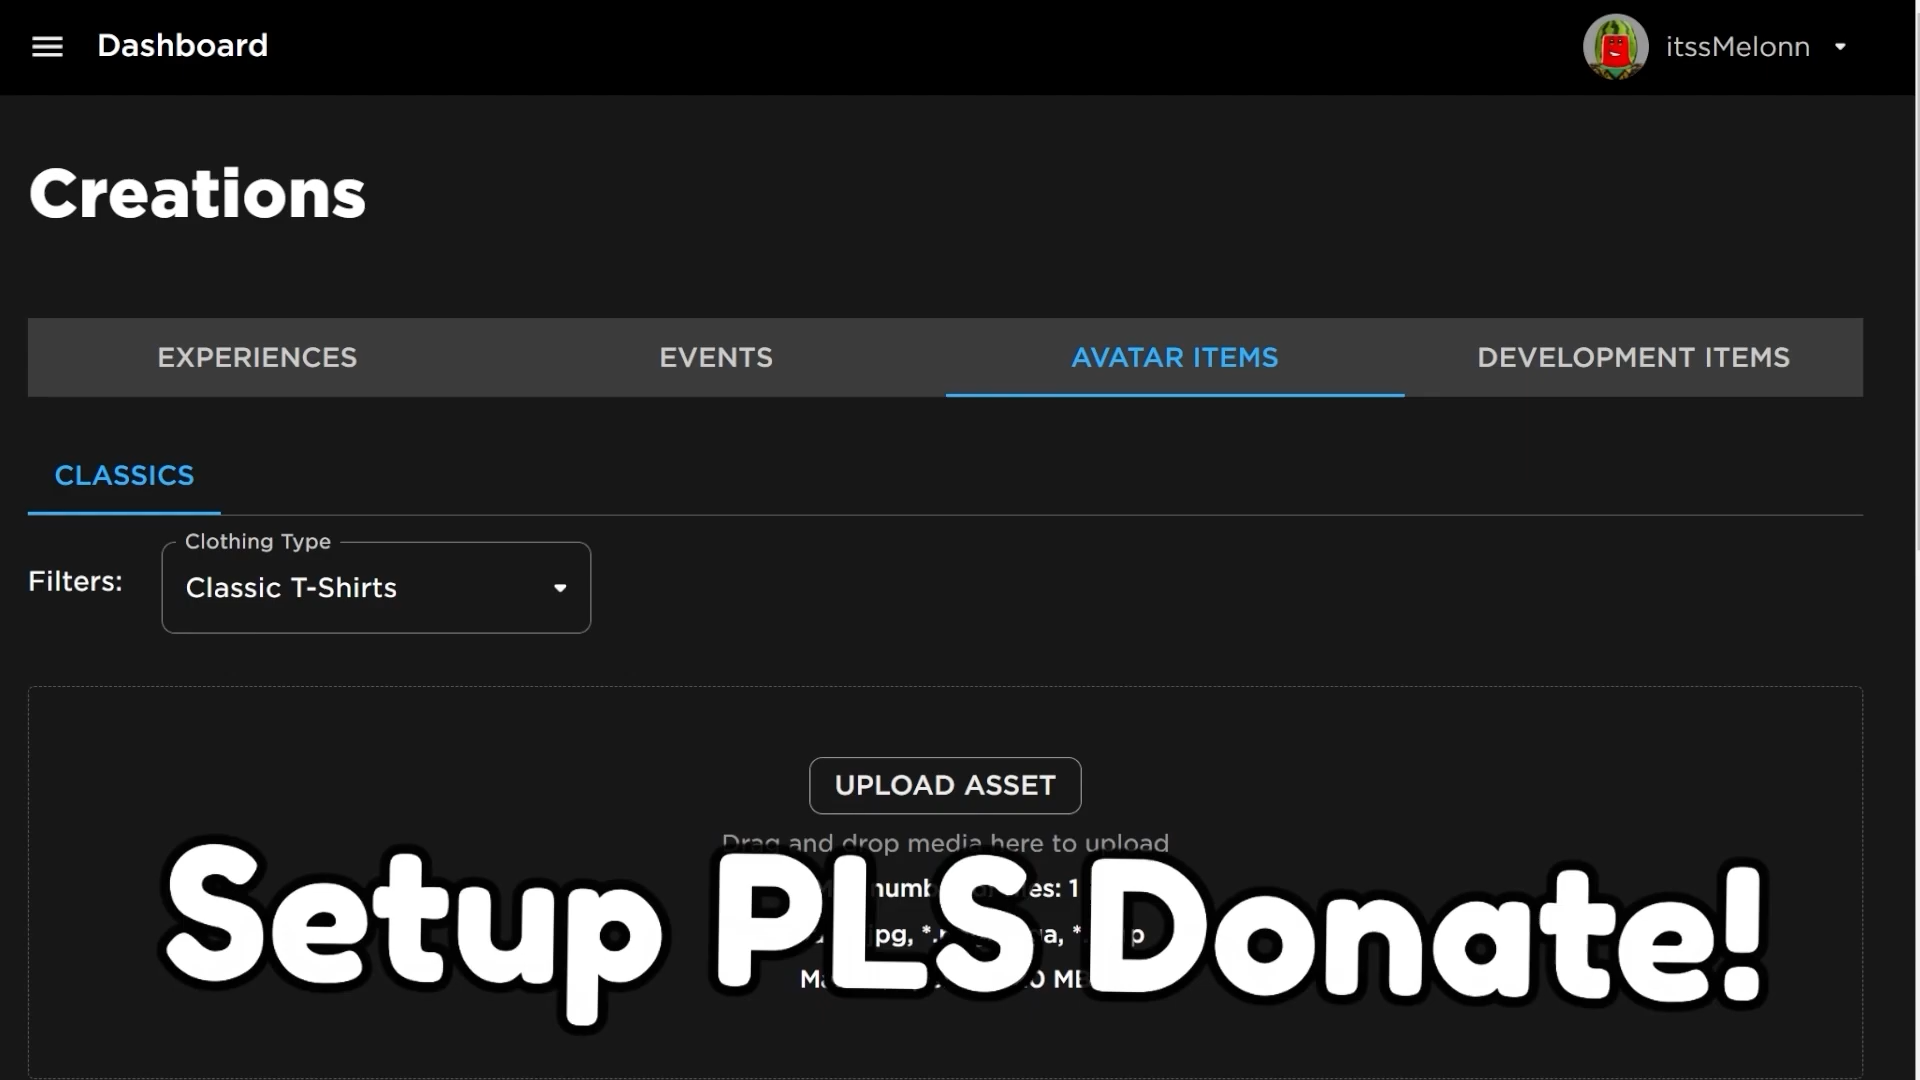 Dashboard
itssMelonn
Creations
EXPERIENCES
EVENTS
AVATAR ITEMS
DEVELOPMENT ITEMS
CLASSICS
Filters:
Clothing Type
Classic T-Shirts
UPLOAD ASSET
Drag and drop media here to upload
1
Setup PLS Donate!